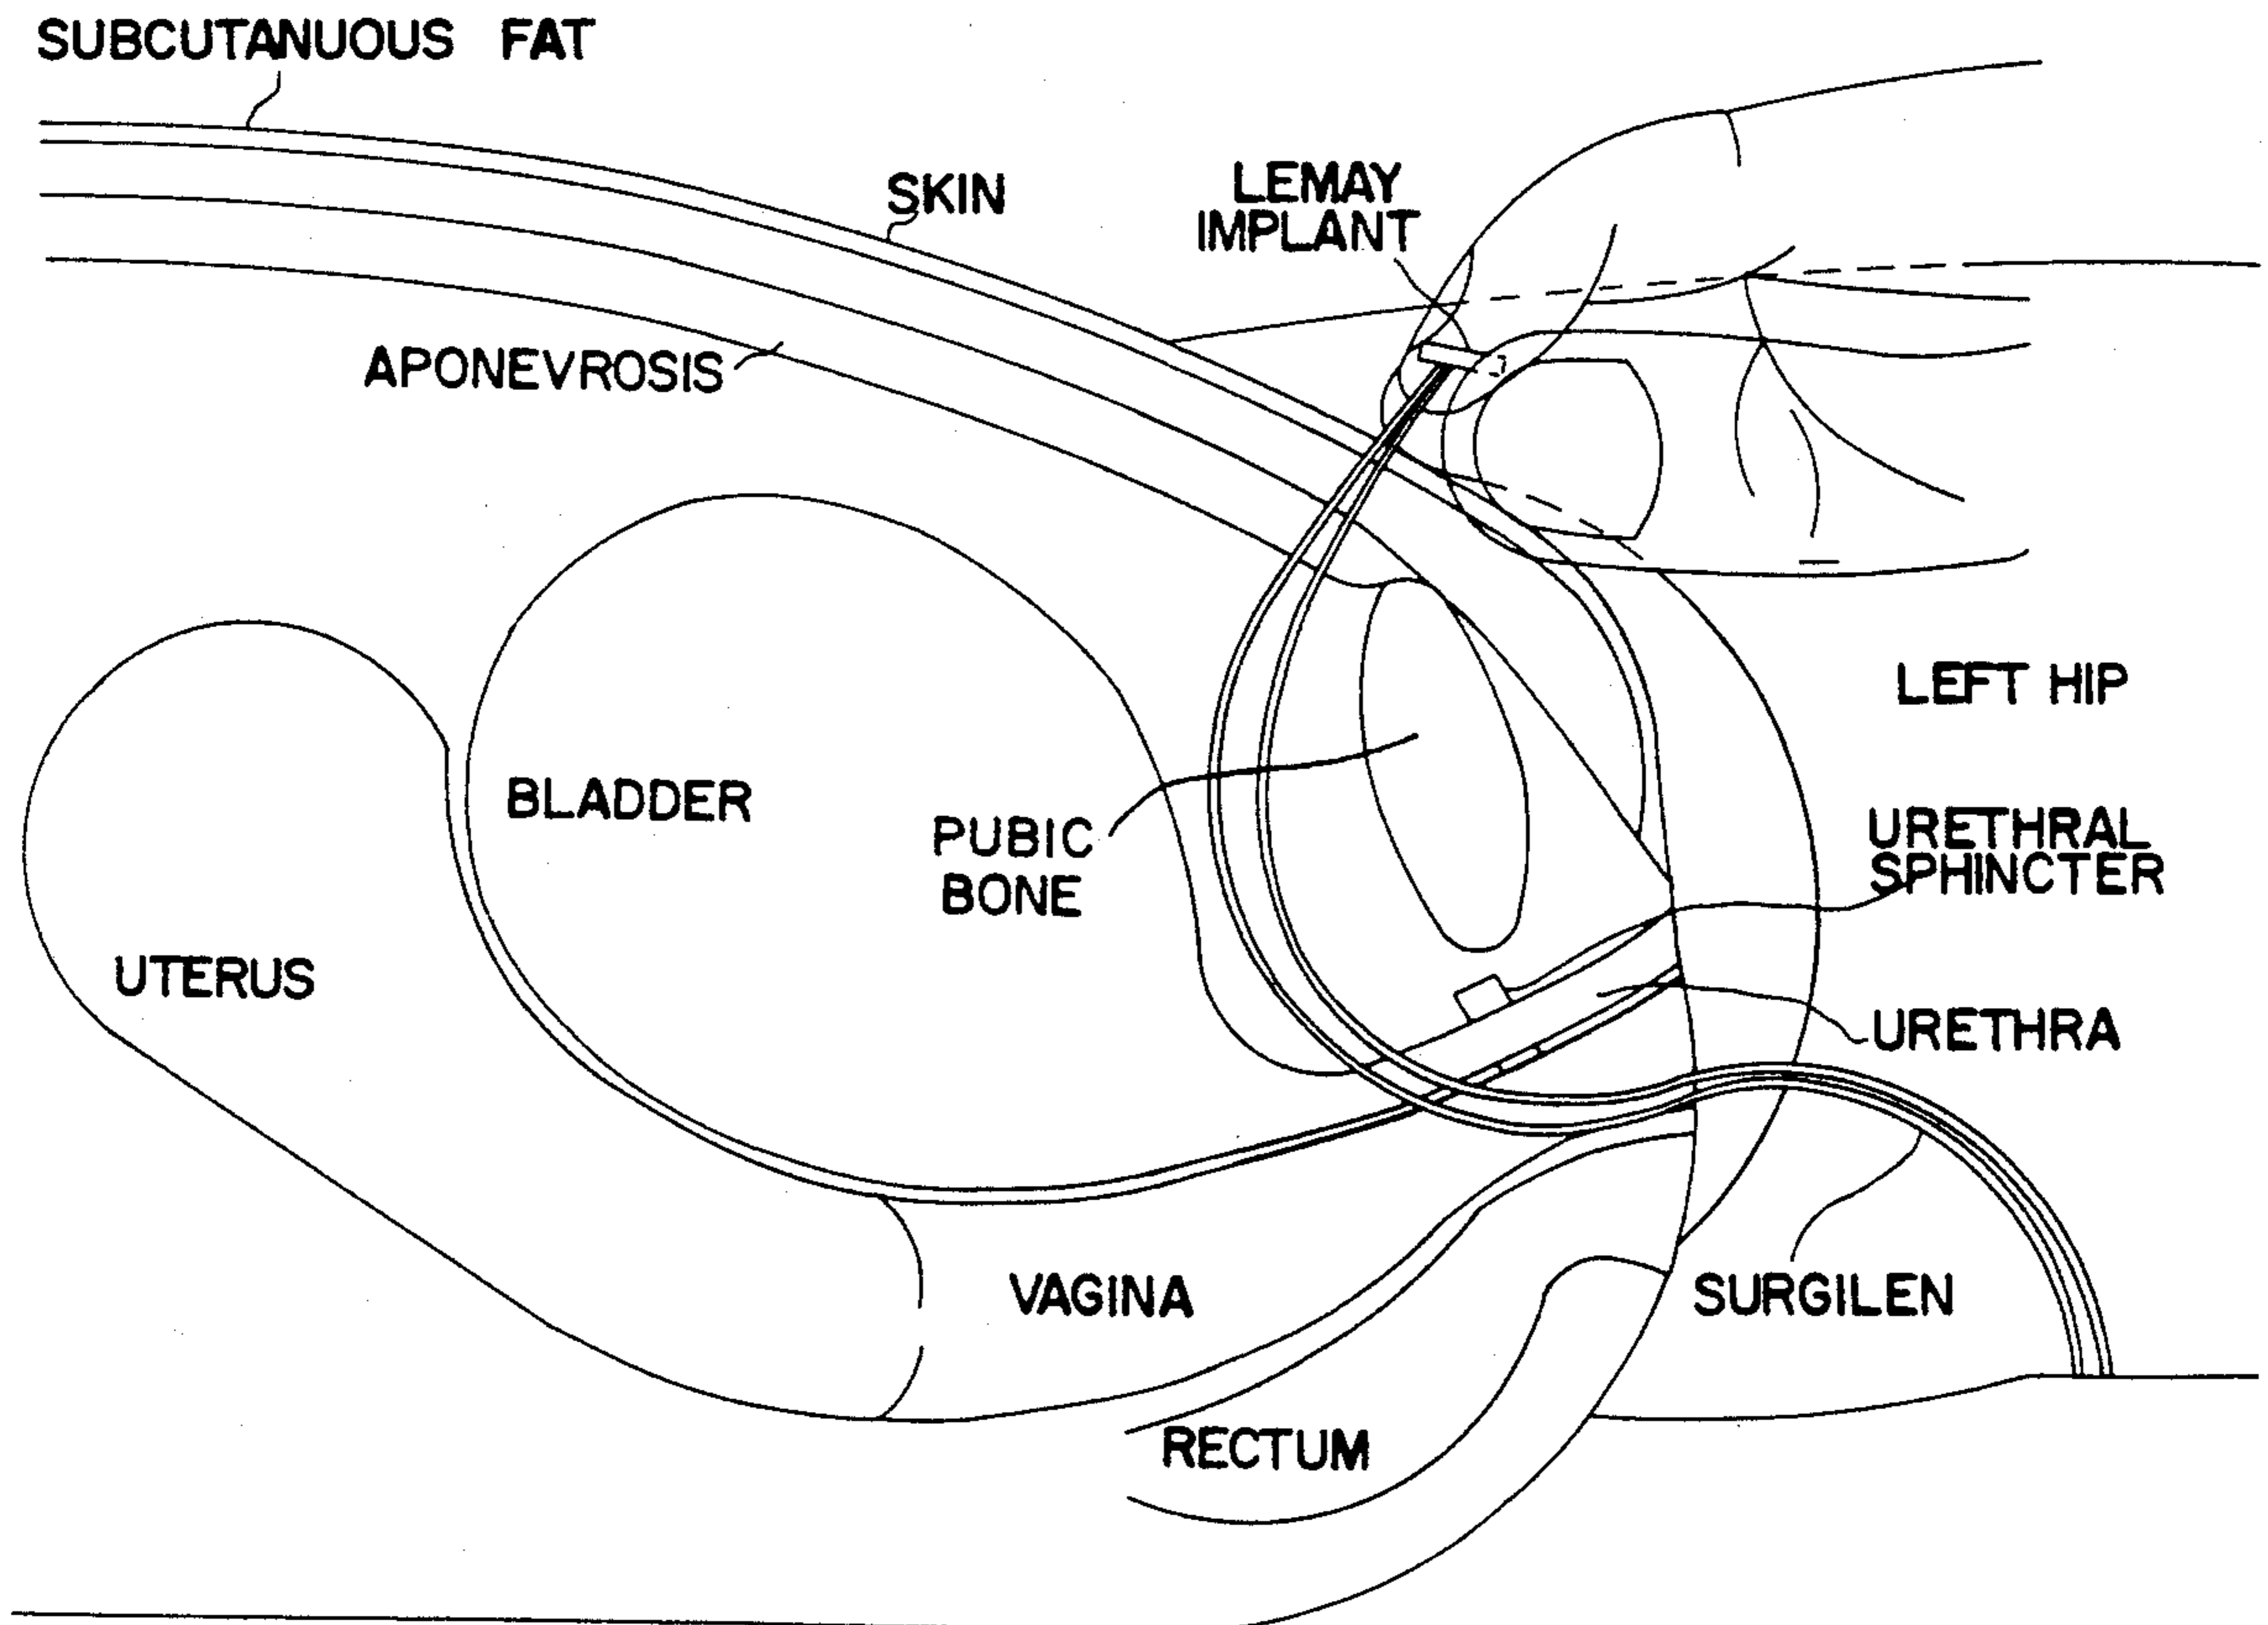 SUBCUTANUOUS FAT
SKIN
LEMAY
IMPLANT
APONEVROSIS
LEFT HIP
BLADDER
PUBIC
BONE
URETHRAL
SPHINCTER
UTERUS
URETHRA
VAGINA
SURGILEN
RECTUM